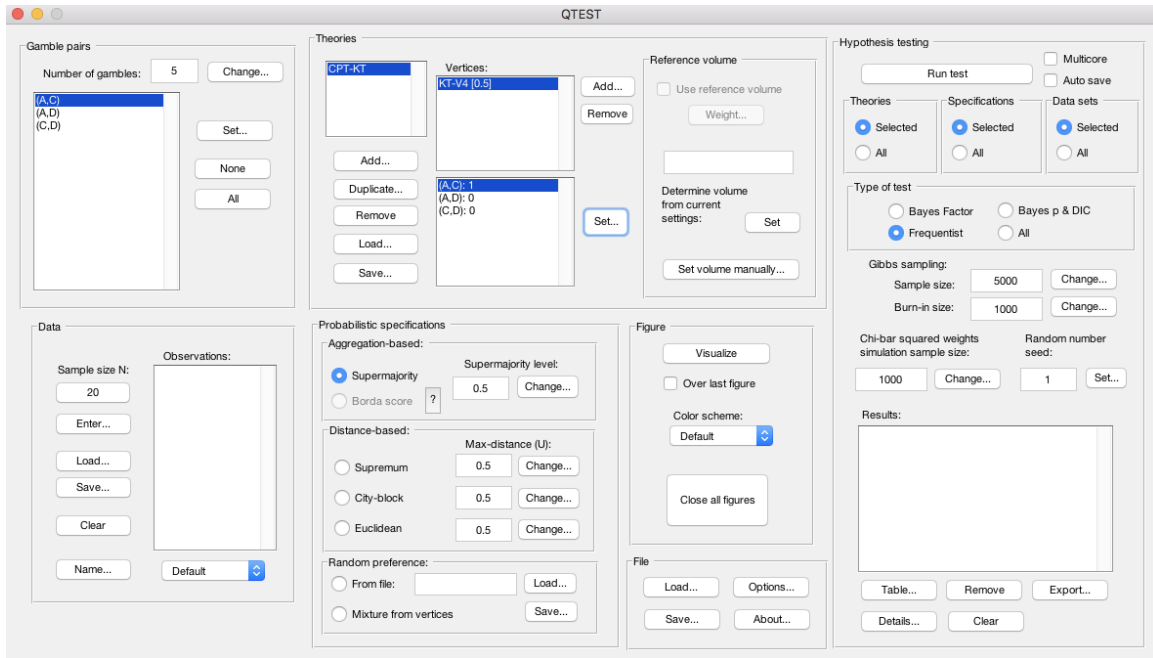 QTEST
Gamble pairs
Number of gambles:
5
Change...
(A,C)
(A,D)
(C,D)
Set...
None
All
Theories
CPT-KT
Vertices:
KT-V4 [0.5]
Add...
Remove
Add...
Duplicate...
Remove
Load...
Save...
(A,C): 1
(A,D): 0
(C,D): 0
Set...
Reference volume
Use reference volume
Weight...
Determine volume
from current
settings:
Set
Set volume manually...
Hypothesis testing
Run test
Multicore
Auto save
Theories
Selected
All
Specifications
Selected
All
Data sets
Selected
All
Type of test
Bayes Factor
Bayes p & DIC
Frequentist
All
Gibbs sampling:
Sample size:
5000
Change...
Burn-in size:
1000
Change...
Chi-bar squared weights
simulation sample size:
1000
Change...
Random number
seed:
1
Set...
Results:
Table...
Remove
Export...
Details...
Clear
Data
Sample size N:
20
Enter...
Load...
Save...
Clear
Name...
Observations:
Default
Probabilistic specifications
Aggregation-based:
Supermajority
Borda score
?
Supermajority level:
0.5
Change...
Distance-based:
Max-distance (U):
Supremum
0.5
Change...
City-block
0.5
Change...
Euclidean
0.5
Change...
Random preference:
From file:
Load...
Mixture from vertices
Save...
Figure
Visualize
Over last figure
Color scheme:
Default
Close all figures
File
Load...
Options...
Save...
About...